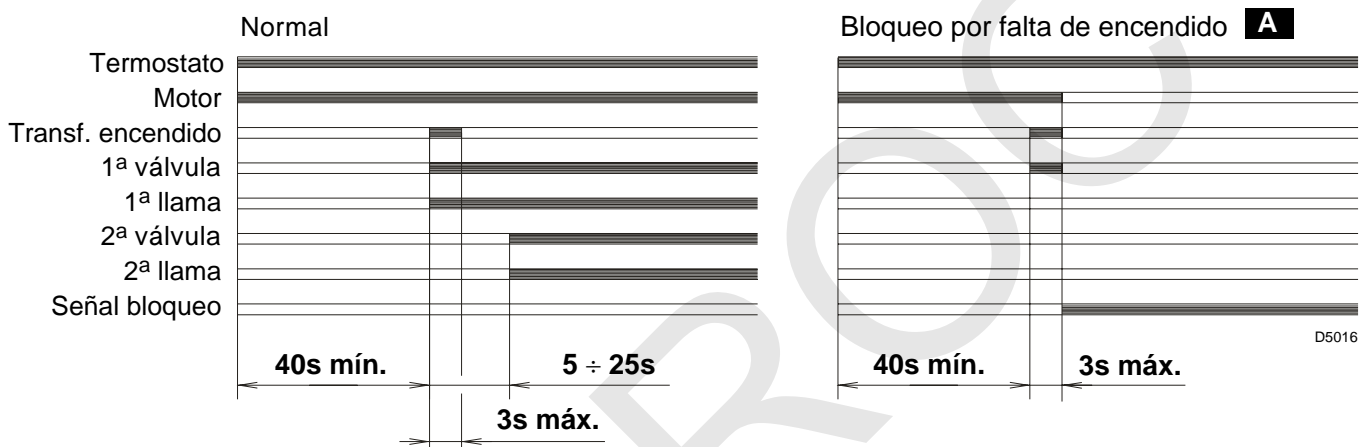 Normal
Termostato
Motor
Transf. encendido
1ª válvula
1ª llama
2ª válvula
2ª llama
Señal bloqueo
40s mín.
5 ÷ 25s
3s máx.
Bloqueo por falta de encendido A
D5016
40s mín.
3s máx.
ROC